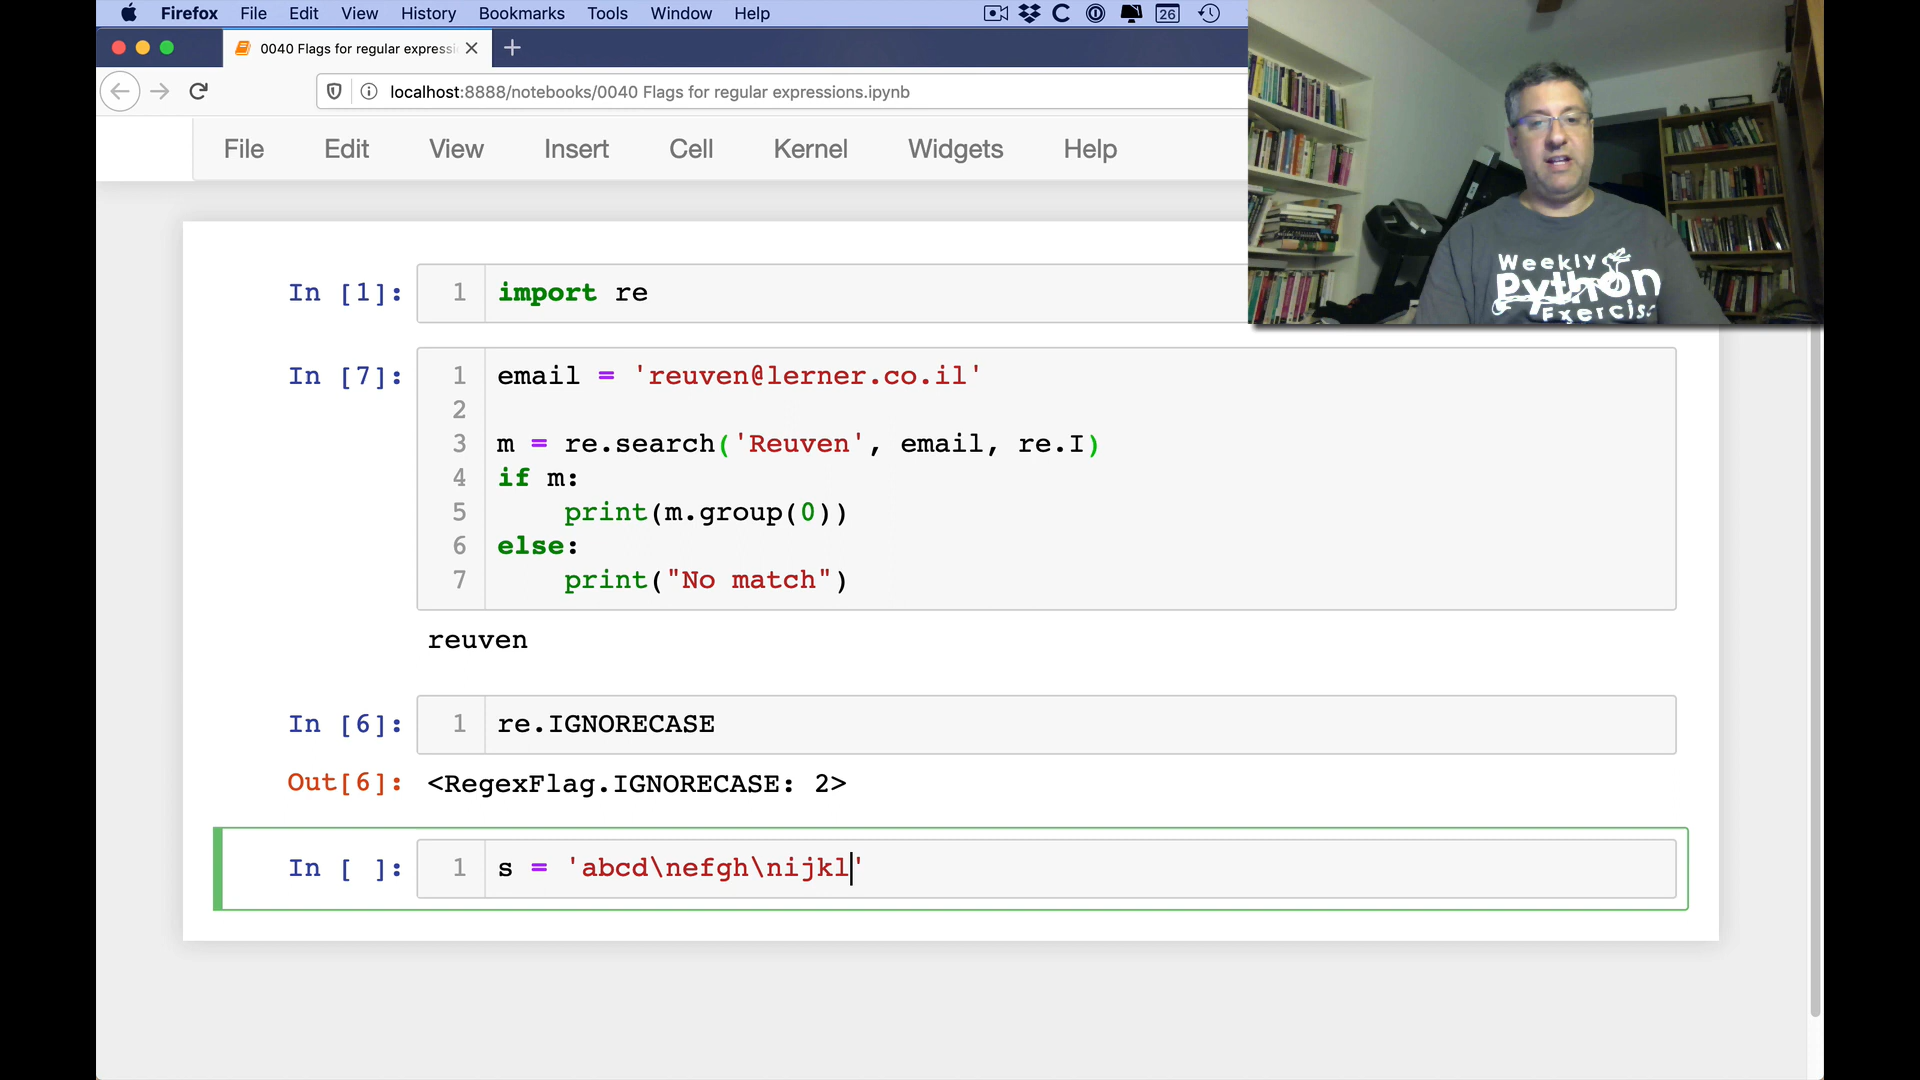 Firefox File Edit View History Bookmarks Tools Window Help 26
0040 Flags for regular expressi
localhost:8888/notebooks/0040 Flags for regular expressions.ipynb
File Edit View Insert Cell Kernel Widgets Help
Weekly
Python
Exercise
In [1]: 1 import re
In [7]: 1 email = 'reuven@lerner.co.il'
2
3 m = re.search('Reuven', email, re.I)
4 if m:
5 print(m.group(0))
6 else:
7 print("No match")
reuven
In [6]: 1 re.IGNORECASE
Out[6]: <RegexFlag.IGNORECASE: 2>
In [ ]: 1 s = 'abcd\nefgh\nijkl'